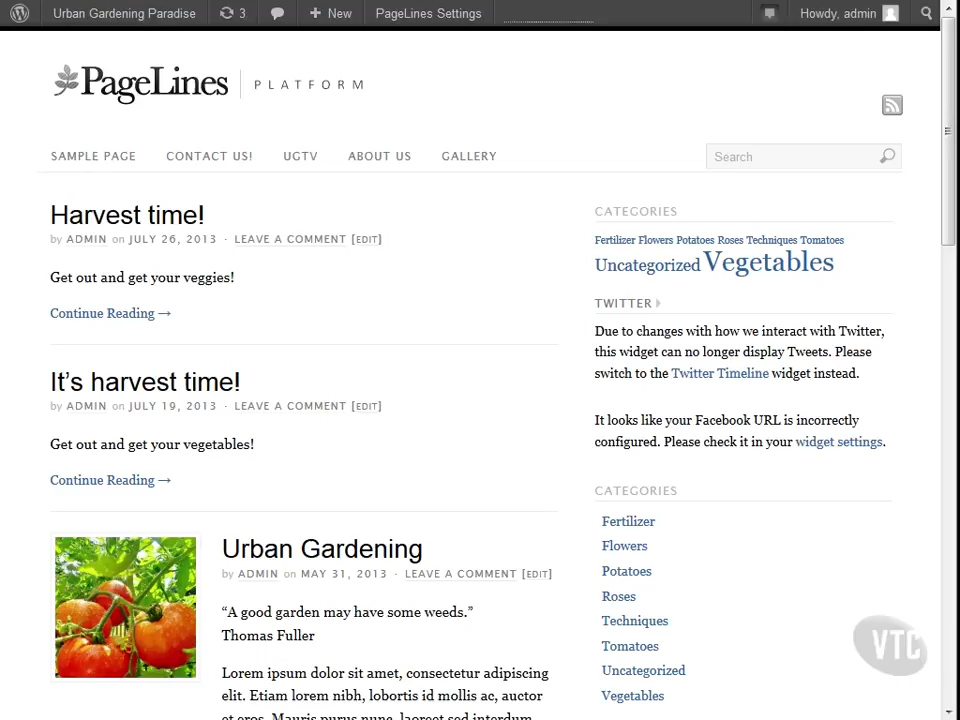 Urban Gardening Paradise 3 + New PageLines Settings Howdy, admin
PageLines PLATFORM
SAMPLE PAGE CONTACT US! UGTV ABOUT US GALLERY Search
Harvest time!
by ADMIN on JULY 26, 2013 · LEAVE A COMMENT [EDIT]
Get out and get your veggies!
Continue Reading →
It's harvest time!
by ADMIN on JULY 19, 2013 · LEAVE A COMMENT [EDIT]
Get out and get your vegetables!
Continue Reading →
Urban Gardening
by ADMIN on MAY 31, 2013 · LEAVE A COMMENT [EDIT]
“A good garden may have some weeds.”
Thomas Fuller
Lorem ipsum dolor sit amet, consectetur adipiscing
elit. Etiam lorem nibh, lobortis id mollis ac, auctor
et eros. Mauris purus nunc, laoreet sed interdum
CATEGORIES
Fertilizer Flowers Potatoes Roses Techniques Tomatoes
Uncategorized Vegetables
TWITTER
Due to changes with how we interact with Twitter,
this widget can no longer display Tweets. Please
switch to the Twitter Timeline widget instead.
It looks like your Facebook URL is incorrectly
configured. Please check it in your widget settings.
CATEGORIES
Fertilizer
Flowers
Potatoes
Roses
Techniques
Tomatoes
Uncategorized
Vegetables
VTC